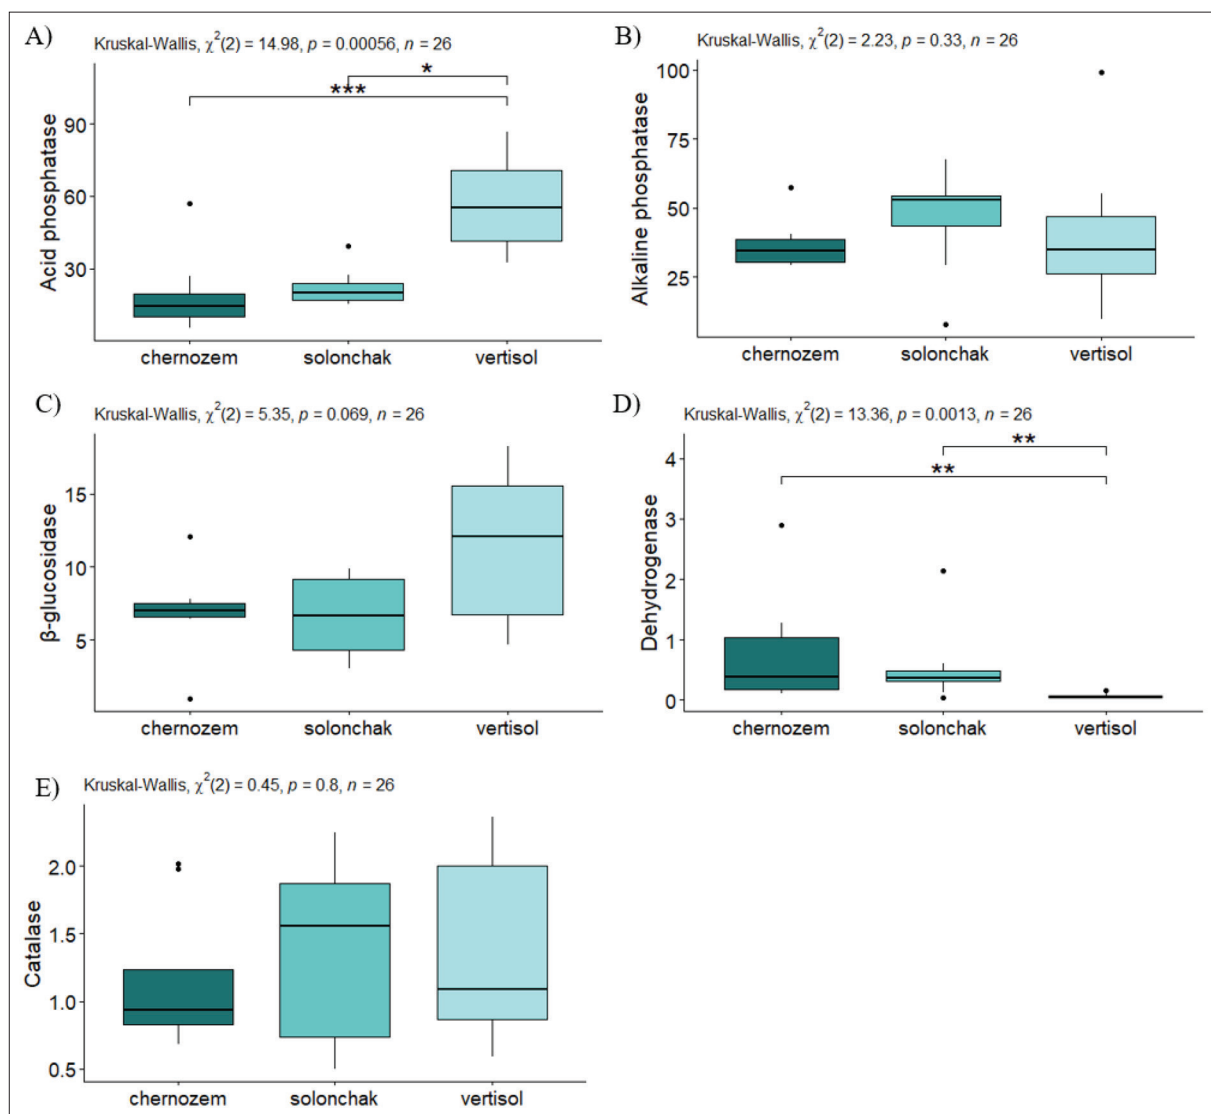 A)
Kruskal-Wallis, χ²(2) = 14.98, p = 0.00056, n = 26
*
***
Acid phosphatase
90
60
30
chernozem solonchak vertisol
B)
Kruskal-Wallis, χ²(2) = 2.23, p = 0.33, n = 26
Alkaline phosphatase
100
75
50
25
chernozem solonchak vertisol
C)
Kruskal-Wallis, χ²(2) = 5.35, p = 0.069, n = 26
β-glucosidase
15
10
5
chernozem solonchak vertisol
D)
Kruskal-Wallis, χ²(2) = 13.36, p = 0.0013, n = 26
**
**
Dehydrogenase
4
3
2
1
0
chernozem solonchak vertisol
E)
Kruskal-Wallis, χ²(2) = 0.45, p = 0.8, n = 26
Catalase
2.0
1.5
1.0
0.5
chernozem solonchak vertisol